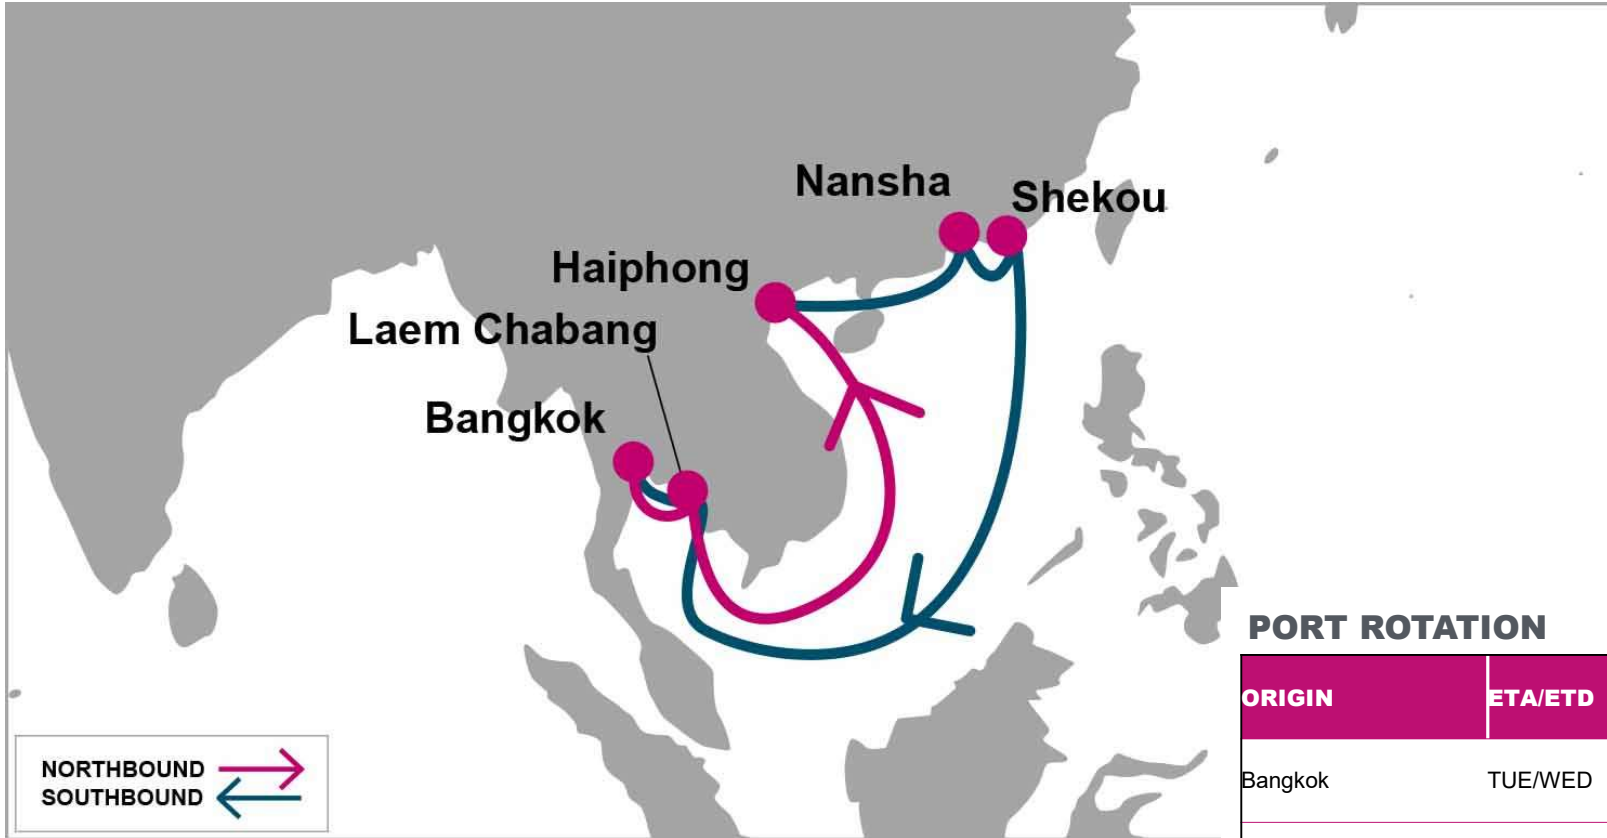 Nansha
Shekou
Haiphong
Laem Chabang
Bangkok
NORTHBOUND
SOUTHBOUND
PORT ROTATION
ORIGIN ETA/ETD
Bangkok TUE/WED